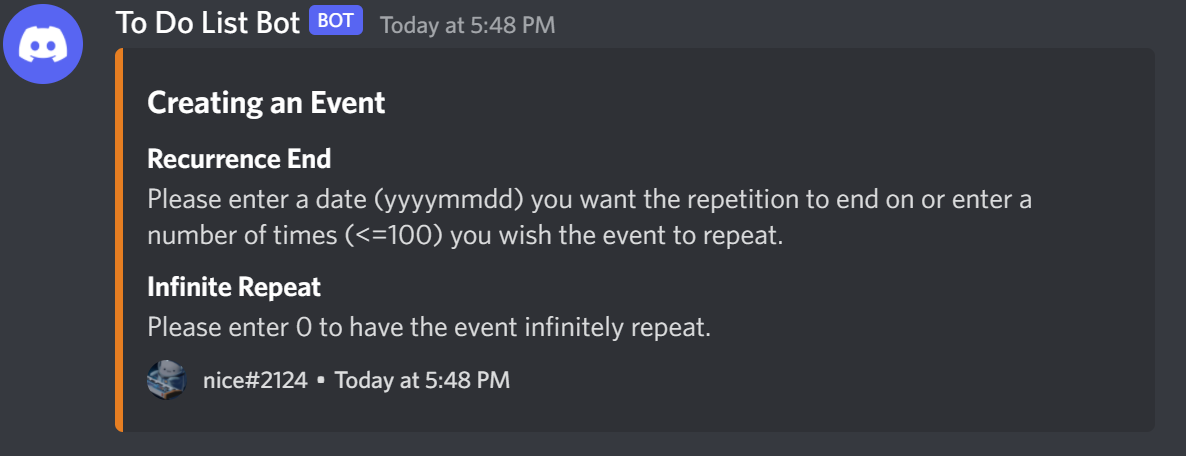 To Do List Bot BOT Today at 5:48 PM
Creating an Event
Recurrence End
Please enter a date (yyyymmdd) you want the repetition to end on or enter a
number of times (<=100) you wish the event to repeat.
Infinite Repeat
Please enter 0 to have the event infinitely repeat.
nice#2124 • Today at 5:48 PM